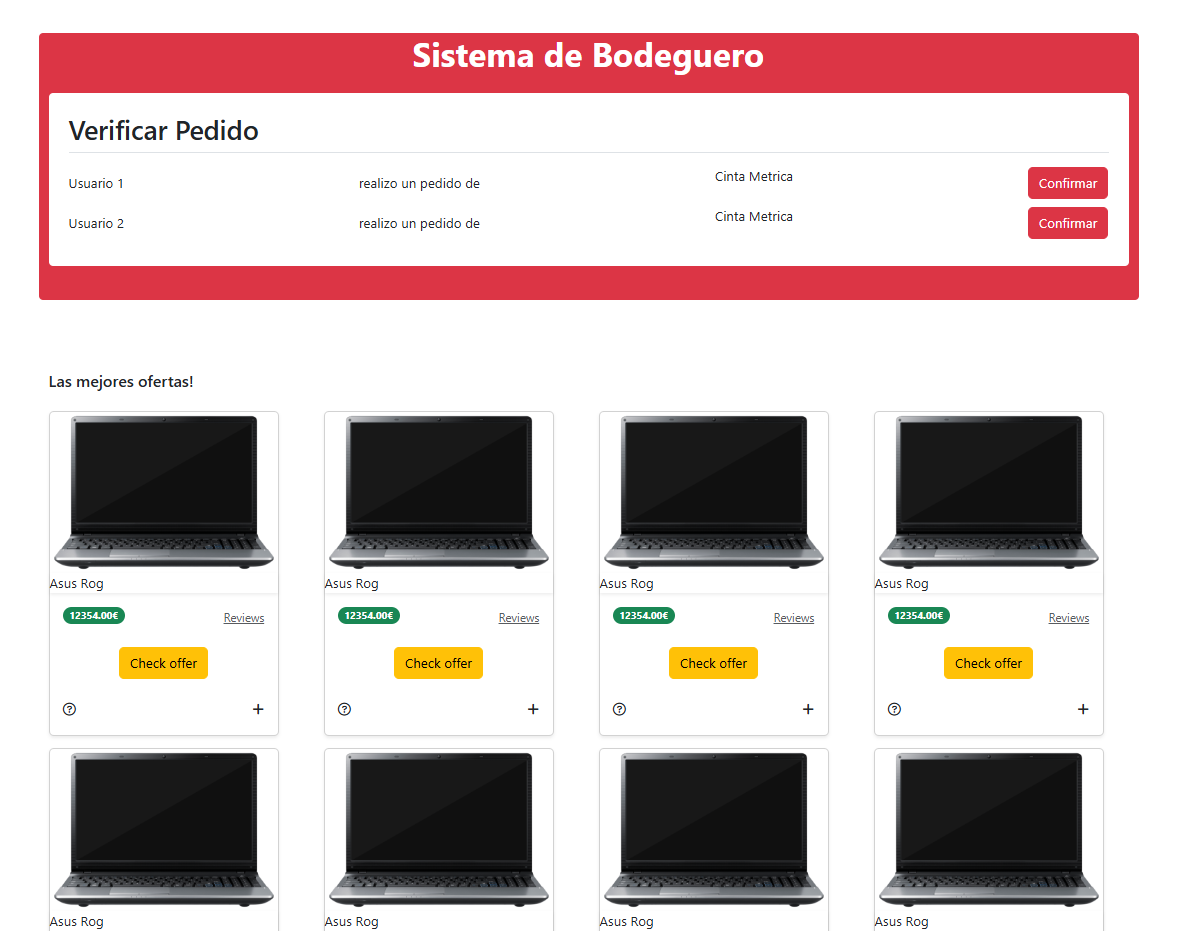 Sistema de Bodeguero
Verificar Pedido
Usuario 1 realizo un pedido de Cinta Metrica Confirmar
Usuario 2 realizo un pedido de Cinta Metrica Confirmar
Las mejores ofertas!
Asus Rog Asus Rog Asus Rog Asus Rog
12354.00€ Reviews 12354.00€ Reviews 12354.00€ Reviews 12354.00€ Reviews
Check offer Check offer Check offer Check offer
Asus Rog Asus Rog Asus Rog Asus Rog